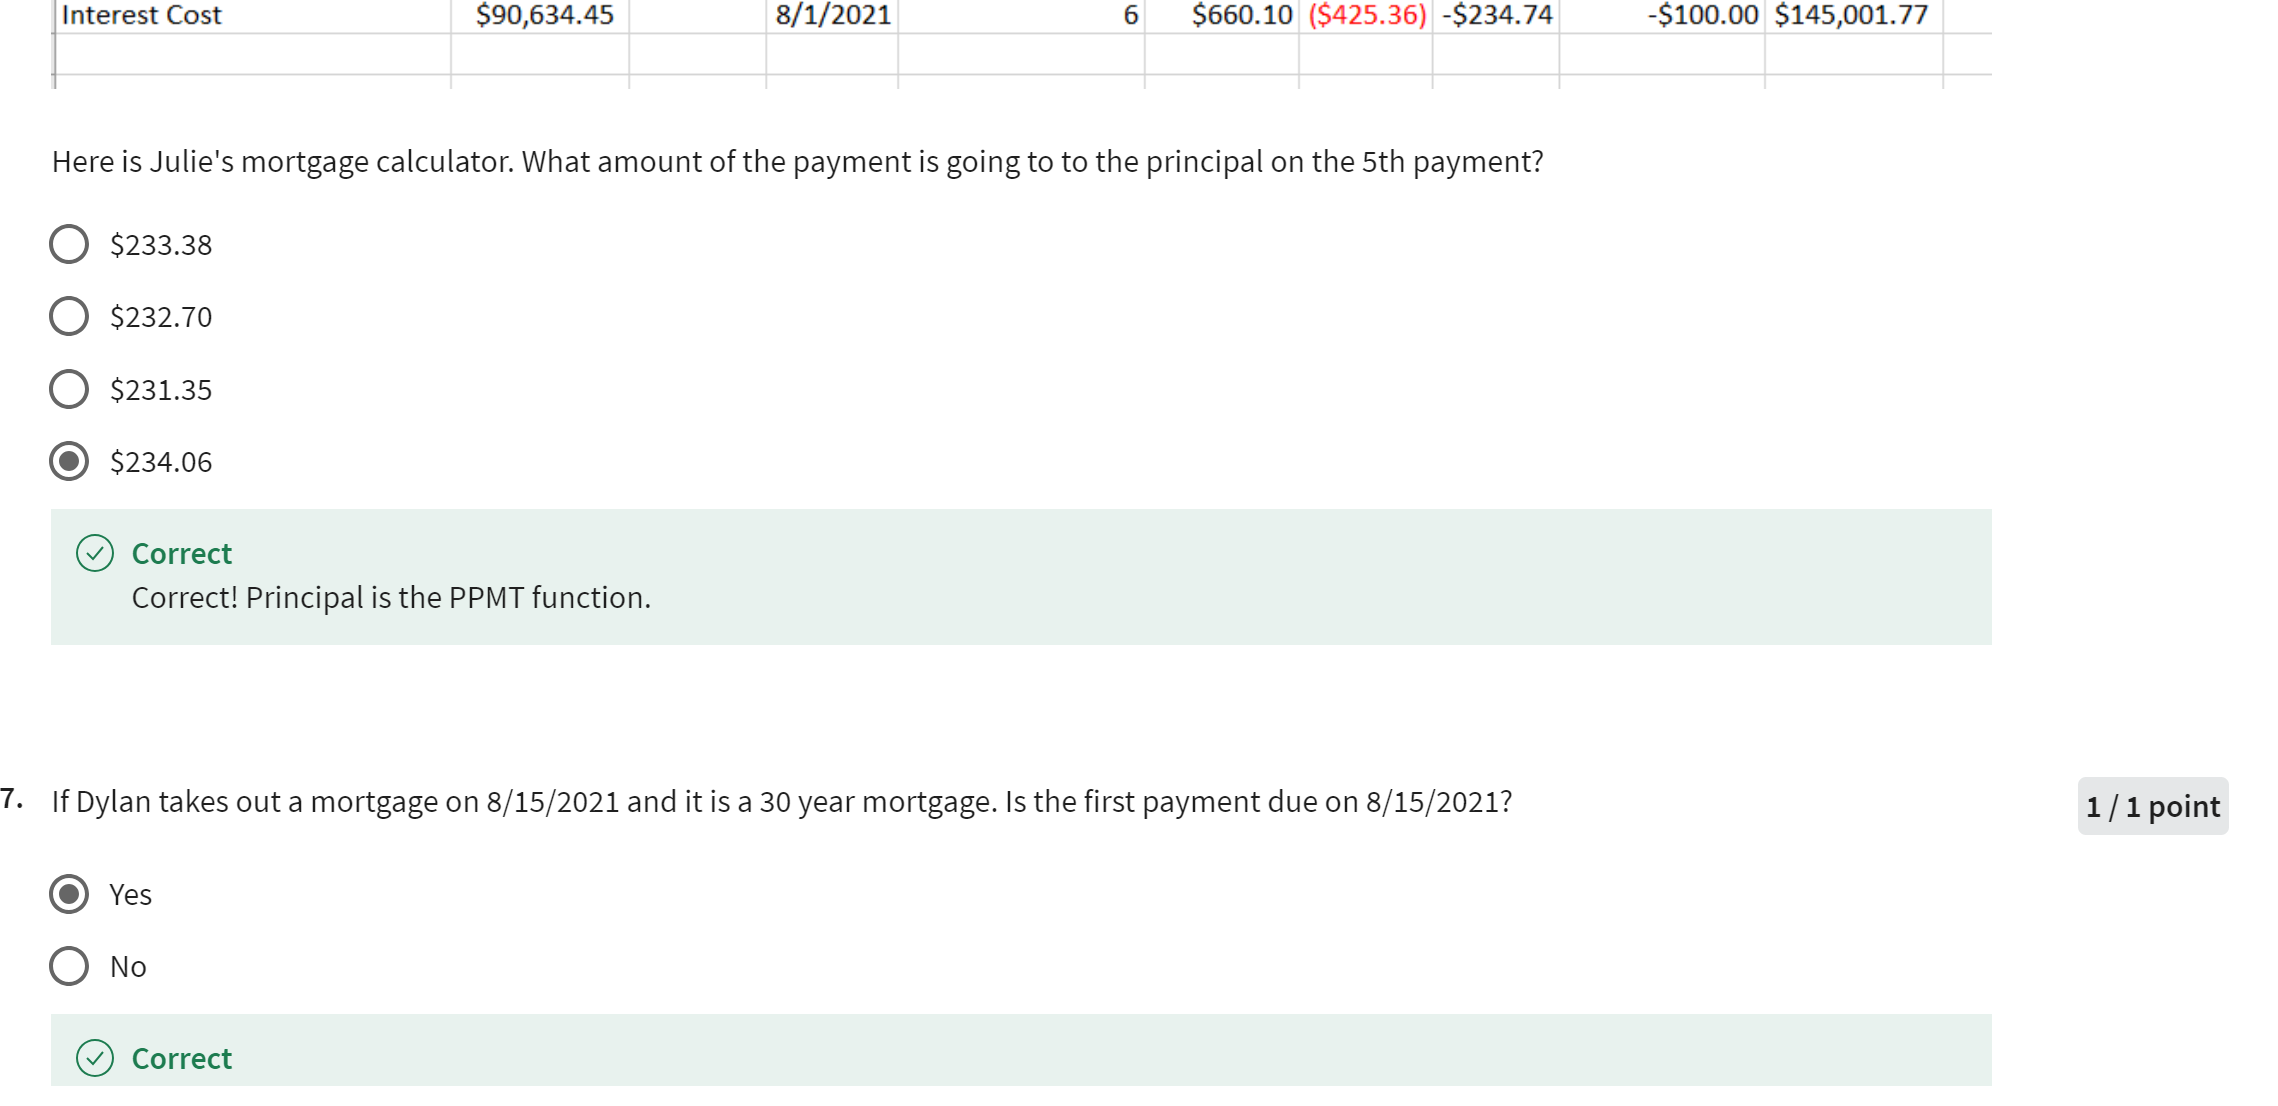 Interest Cost $90,634.45 8/1/2021 6 $660.10 ($425.36) -$234.74 -$100.00 $145,001.77
Here is Julie's mortgage calculator. What amount of the payment is going to to the principal on the 5th payment?
$233.38
$232.70
$231.35
$234.06
Correct
Correct! Principal is the PPMT function.
7. If Dylan takes out a mortgage on 8/15/2021 and it is a 30 year mortgage. Is the first payment due on 8/15/2021?
1 / 1 point
Yes
No
Correct